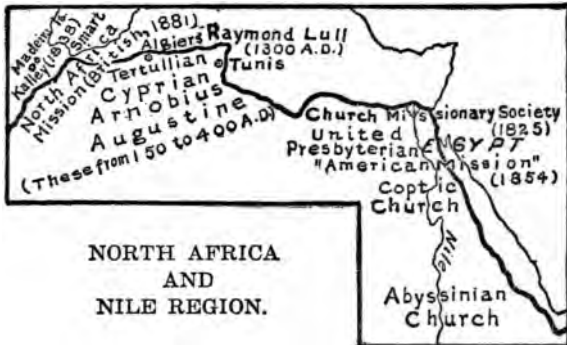 Madeira Is.
Kalley (1838)
Smart
North Africa
Mission (British, 1881)
Algiers
Raymond Lull
(1300 A.D.)
Tunis
Tertullian
Cyprian
Arnobius
Augustine
(These from 150 to 400 A.D)
Church Missionary Society
(1825)
United
Presbyterian
EGYPT
"American Mission"
(1854)
Coptic
Church
Nile
Abyssinian
Church
NORTH AFRICA
AND
NILE REGION.